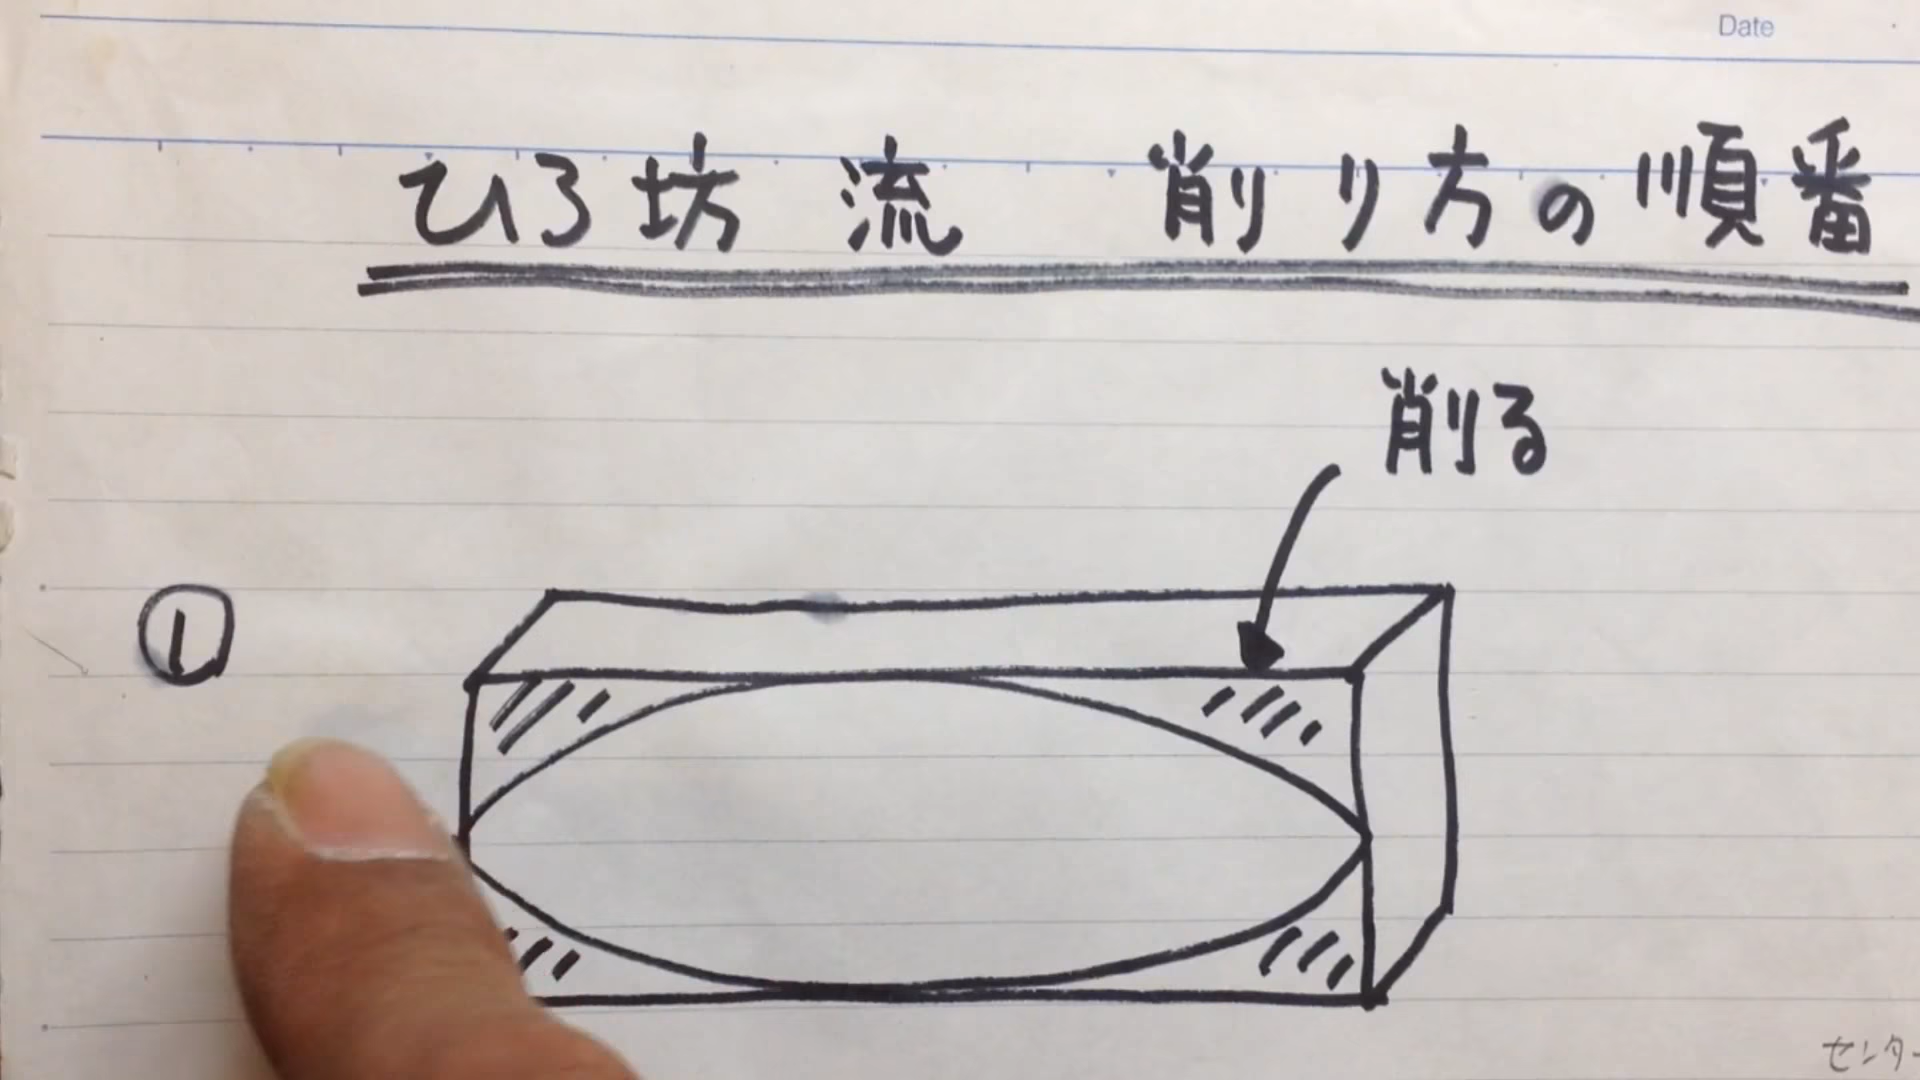 Date
ひろ坊 流 削り方の順番
削る
①
センター